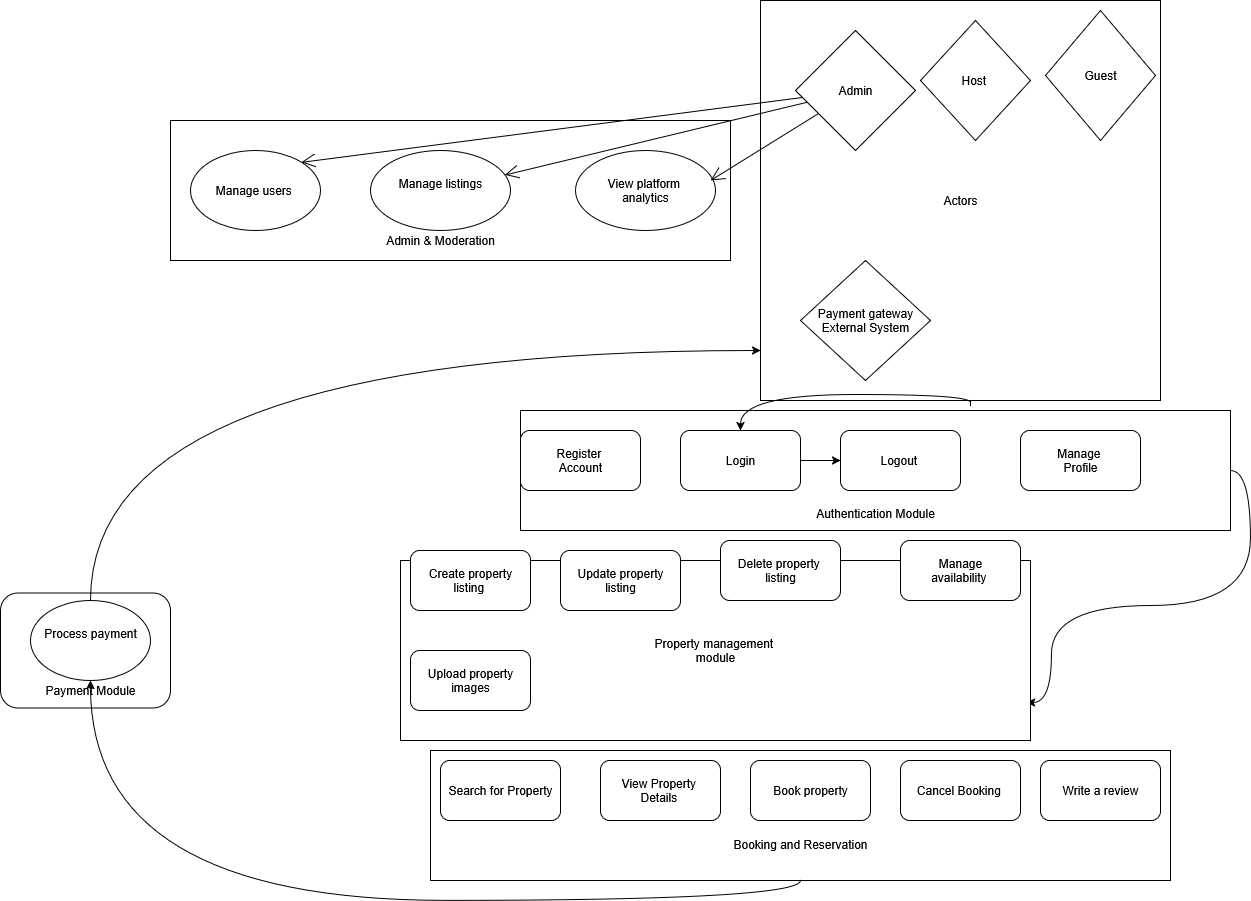 Admin
Host
Guest
Manage users
Manage listings
View platform
analytics
Admin & Moderation
Actors
Payment gateway
External System
Register
Account
Login
Logout
Manage
Profile
Authentication Module
Create property
listing
Update property
listing
Delete property
listing
Manage
availability
Process payment
Payment Module
Property management
module
Upload property
images
Search for Property
View Property
Details
Book property
Cancel Booking
Write a review
Booking and Reservation